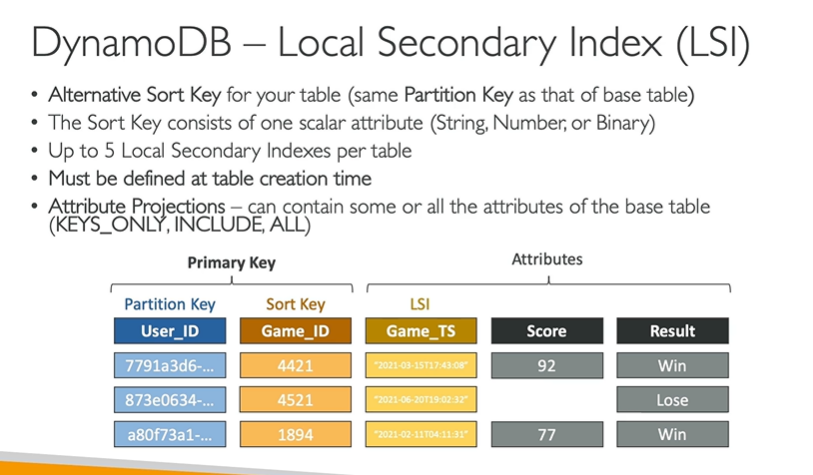 DynamoDB – Local Secondary Index (LSI)
• Alternative Sort Key for your table (same Partition Key as that of base table)
• The Sort Key consists of one scalar attribute (String, Number, or Binary)
• Up to 5 Local Secondary Indexes per table
• Must be defined at table creation time
• Attribute Projections – can contain some or all the attributes of the base table
(KEYS_ONLY, INCLUDE, ALL)
Primary Key Attributes
Partition Key Sort Key LSI
User_ID Game_ID Game_TS Score Result
7791a3d6-... 4421 "2021-03-15T17:43:08" 92 Win
873e0634-... 4521 "2021-06-20T19:02:32" Lose
a80f73a1-... 1894 "2021-02-11T04:11:31" 77 Win